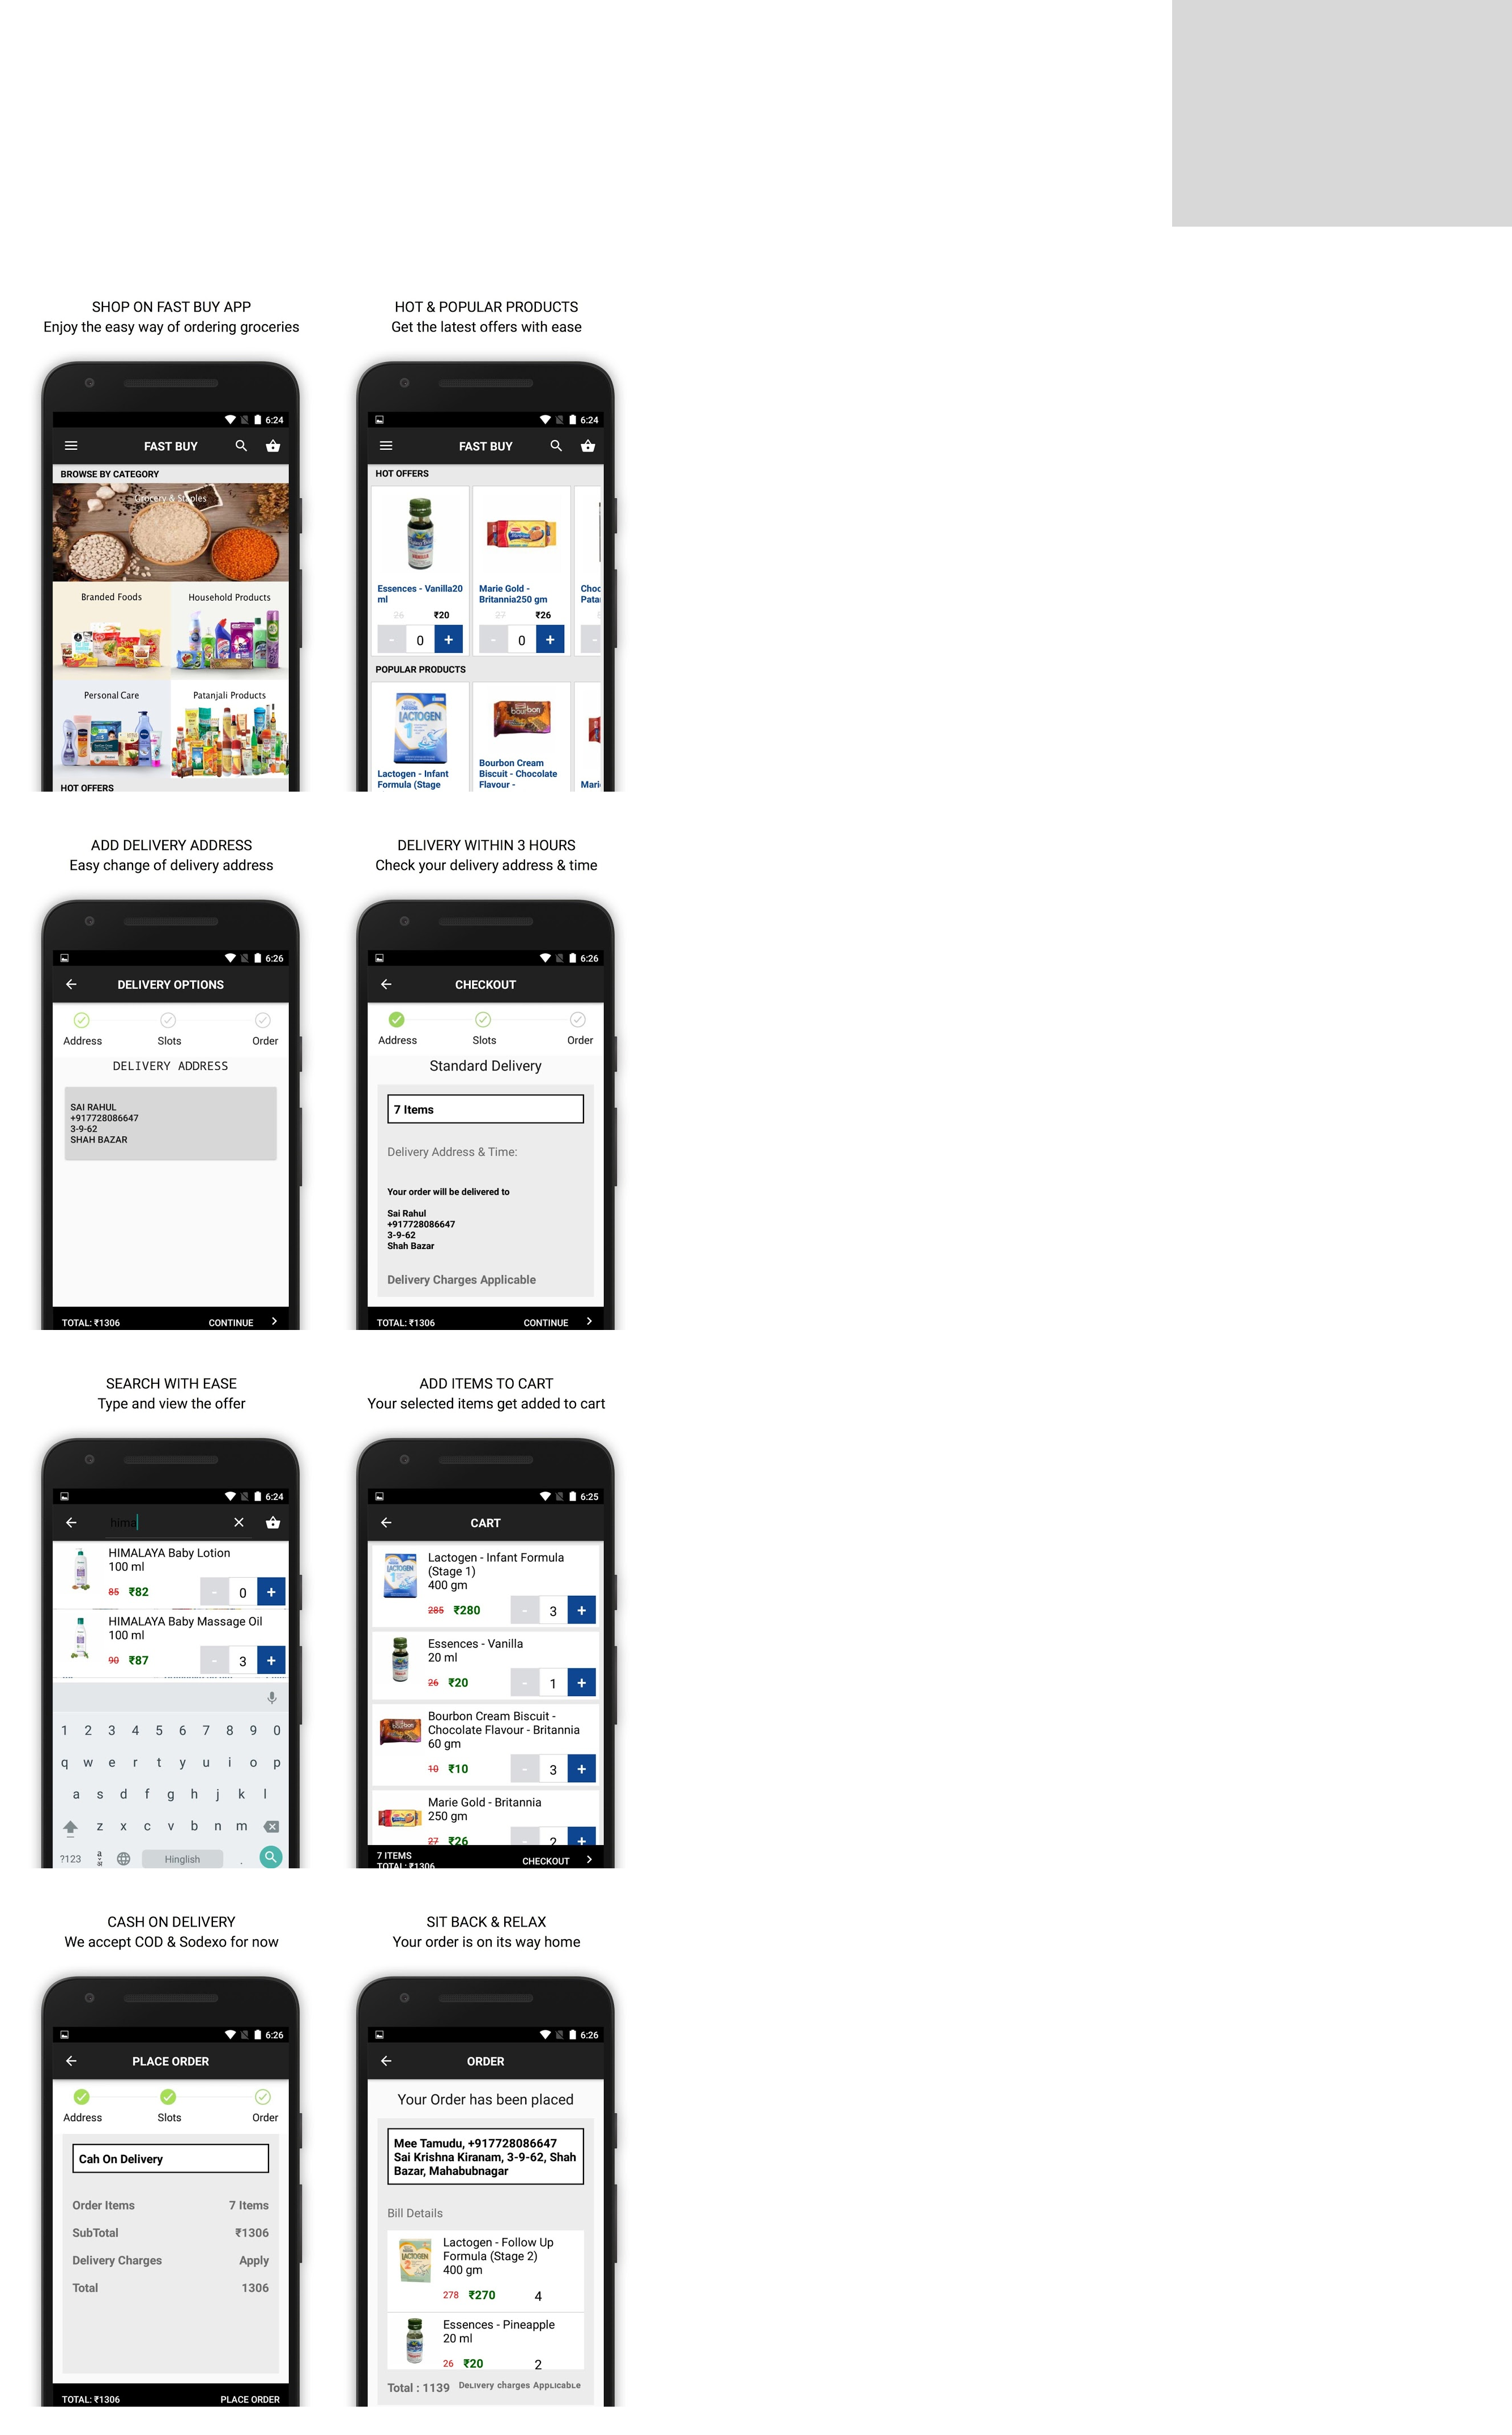 SHOP ON FAST BUY APP
Enjoy the easy way of ordering groceries
6:24
FAST BUY
BROWSE BY CATEGORY
Grocery & Staples
Branded Foods
Household Products
Personal Care
Patanjali Products
HOT OFFERS
HOT & POPULAR PRODUCTS
Get the latest offers with ease
6:24
FAST BUY
HOT OFFERS
Essences - Vanilla20
ml
26 ₹20
- 0 +
Marie Gold -
Britannia250 gm
27 ₹26
- 0 +
POPULAR PRODUCTS
LACTOGEN
1
Lactogen - Infant
Formula (Stage
bourbon
Bourbon Cream
Biscuit - Chocolate
Flavour -
ADD DELIVERY ADDRESS
Easy change of delivery address
6:26
DELIVERY OPTIONS
Address Slots Order
DELIVERY ADDRESS
SAI RAHUL
+917728086647
3-9-62
SHAH BAZAR
TOTAL: ₹1306 CONTINUE
DELIVERY WITHIN 3 HOURS
Check your delivery address & time
6:26
CHECKOUT
Address Slots Order
Standard Delivery
7 Items
Delivery Address & Time:
Your order will be delivered to
Sai Rahul
+917728086647
3-9-62
Shah Bazar
Delivery Charges Applicable
TOTAL: ₹1306 CONTINUE
SEARCH WITH EASE
Type and view the offer
6:24
hima
HIMALAYA Baby Lotion
100 ml
85 ₹82 - 0 +
HIMALAYA Baby Massage Oil
100 ml
90 ₹87 - 3 +
1 2 3 4 5 6 7 8 9 0
q w e r t y u i o p
a s d f g h j k l
z x c v b n m
?123 Hinglish .
ADD ITEMS TO CART
Your selected items get added to cart
6:25
CART
LACTOGEN
1
Lactogen - Infant Formula
(Stage 1)
400 gm
285 ₹280 - 3 +
Essences - Vanilla
20 ml
26 ₹20 - 1 +
Bourbon Cream Biscuit -
Chocolate Flavour - Britannia
60 gm
10 ₹10 - 3 +
Marie Gold - Britannia
250 gm
27 ₹26 - 2 +
7 ITEMS
TOTAL: ₹1306 CHECKOUT
CASH ON DELIVERY
We accept COD & Sodexo for now
6:26
PLACE ORDER
Address Slots Order
Cah On Delivery
Order Items 7 Items
SubTotal ₹1306
Delivery Charges Apply
Total 1306
TOTAL: ₹1306 PLACE ORDER
SIT BACK & RELAX
Your order is on its way home
6:26
ORDER
Your Order has been placed
Mee Tamudu, +917728086647
Sai Krishna Kiranam, 3-9-62, Shah
Bazar, Mahabubnagar
Bill Details
LACTOGEN
2
Lactogen - Follow Up
Formula (Stage 2)
400 gm
278 ₹270 4
Essences - Pineapple
20 ml
26 ₹20 2
Total : 1139 Delivery charges Applicable